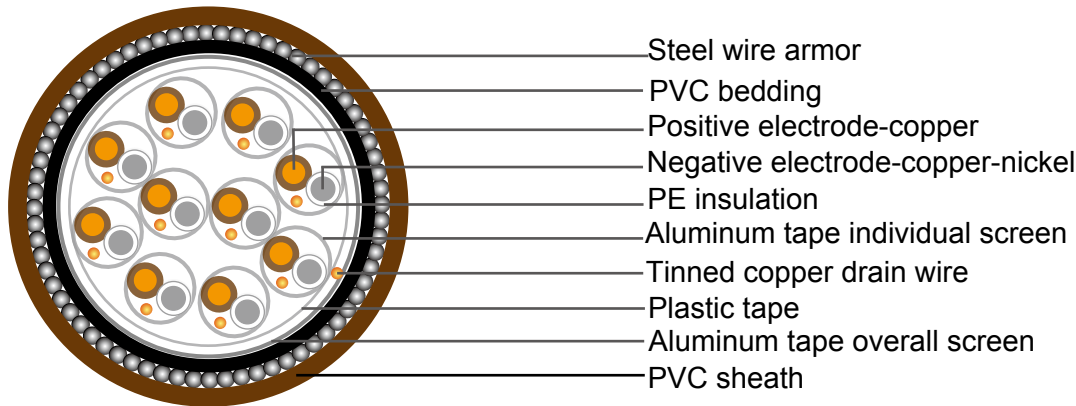 Steel wire armor
PVC bedding
Positive electrode-copper
Negative electrode-copper-nickel
PE insulation
Aluminum tape individual screen
Tinned copper drain wire
Plastic tape
Aluminum tape overall screen
PVC sheath